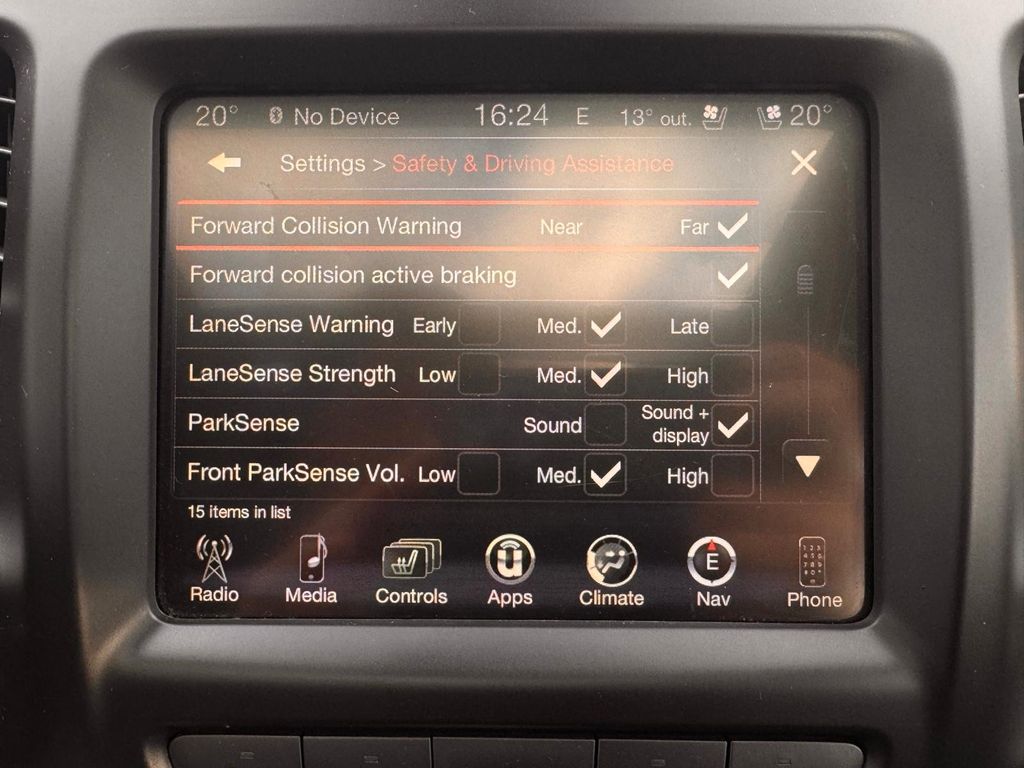 20° No Device 16:24 E 13° out. 20°
Settings > Safety & Driving Assistance
Forward Collision Warning Near Far
Forward collision active braking
LaneSense Warning Early Med. Late
LaneSense Strength Low Med. High
ParkSense Sound Sound + display
Front ParkSense Vol. Low Med. High
15 items in list
Radio Media Controls Apps Climate E Nav Phone